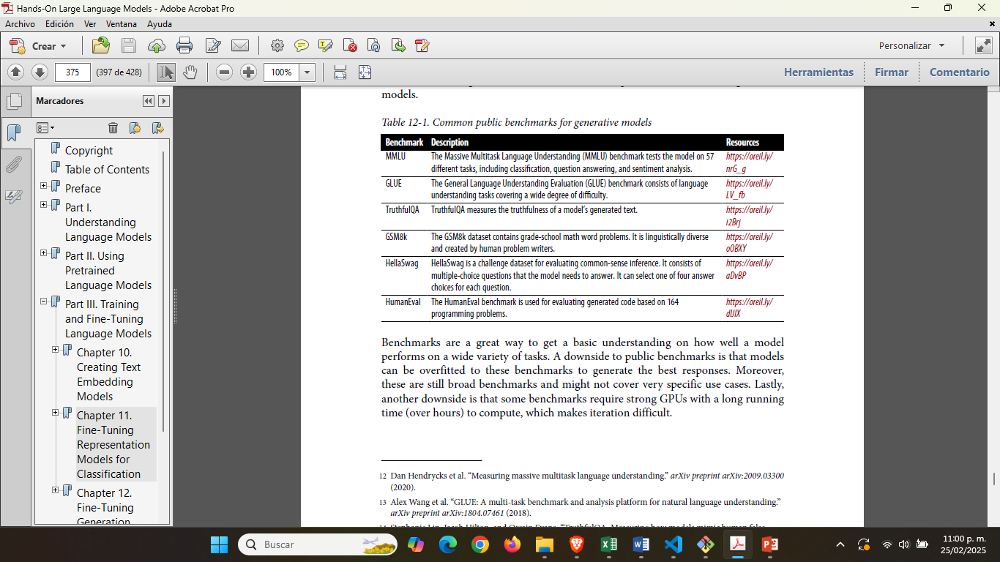 Hands-On Large Language Models - Adobe Acrobat Pro
Archivo Edición Ver Ventana Ayuda
Crear
Personalizar
375 (397 de 428) 100%
Herramientas Firmar Comentario
Marcadores
Copyright
Table of Contents
Preface
Part I.
Understanding
Language Models
Part II. Using
Pretrained
Language Models
Part III. Training
and Fine-Tuning
Language Models
Chapter 10.
Creating Text
Embedding
Models
Chapter 11.
Fine-Tuning
Representation
Models for
Classification
Chapter 12.
Fine-Tuning
Generation
models.
Table 12-1. Common public benchmarks for generative models
Benchmark Description Resources
MMLU The Massive Multitask Language Understanding (MMLU) benchmark tests the model on 57 https://oreil.ly/
different tasks, including classification, question answering, and sentiment analysis. nrG_g
GLUE The General Language Understanding Evaluation (GLUE) benchmark consists of language https://oreil.ly/
understanding tasks covering a wide degree of difficulty. LV_fb
TruthfulQA TruthfulQA measures the truthfulness of a model's generated text. https://oreil.ly/
i2Brj
GSM8k The GSM8k dataset contains grade-school math word problems. It is linguistically diverse https://oreil.ly/
and created by human problem writers. oOBXY
HellaSwag HellaSwag is a challenge dataset for evaluating common-sense inference. It consists of https://oreil.ly/
multiple-choice questions that the model needs to answer. It can select one of four answer aDvBP
choices for each question.
HumanEval The HumanEval benchmark is used for evaluating generated code based on 164 https://oreil.ly/
programming problems.
Benchmarks are a great way to get a basic understanding on how well a model
performs on a wide variety of tasks. A downside to public benchmarks is that models
can be overfitted to these benchmarks to generate the best responses. Moreover,
these are still broad benchmarks and might not cover very specific use cases. Lastly,
another downside is that some benchmarks require strong GPUs with a long running
time (over hours) to compute, which makes iteration difficult.
12 Dan Hendrycks et al. “Measuring massive multitask language understanding.” arXiv preprint arXiv:2009.03300
(2020).
13 Alex Wang et al. “GLUE: A multi-task benchmark and analysis platform for natural language understanding.”
arXiv preprint arXiv:1804.07461 (2018).
Buscar
11:00 p. m.
25/02/2025